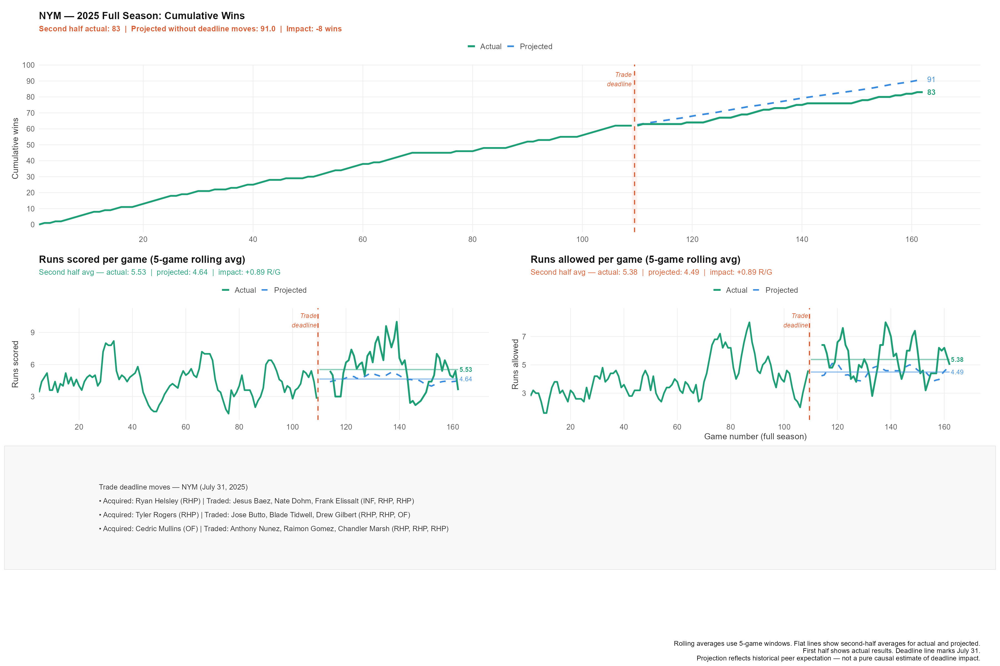 NYM — 2025 Full Season: Cumulative Wins
Second half actual: 83 | Projected without deadline moves: 91.0 | Impact: -8 wins
Actual Projected
Cumulative wins
100
90
80
70
60
50
40
30
20
10
0
Trade
deadline
91
83
20 40 60 80 100 120 140 160
Runs scored per game (5-game rolling avg)
Second half avg — actual: 5.53 | projected: 4.64 | impact: +0.89 R/G
Actual Projected
Runs scored
9
6
3
Trade
deadline
5.53
4.64
20 40 60 80 100 120 140 160
Runs allowed per game (5-game rolling avg)
Second half avg — actual: 5.38 | projected: 4.49 | impact: +0.89 R/G
Actual Projected
Runs allowed
7
5
3
Trade
deadline
5.38
4.49
20 40 60 80 100 120 140 160
Game number (full season)
Trade deadline moves — NYM (July 31, 2025)
• Acquired: Ryan Helsley (RHP) | Traded: Jesus Baez, Nate Dohm, Frank Elissalt (INF, RHP, RHP)
• Acquired: Tyler Rogers (RHP) | Traded: Jose Butto, Blade Tidwell, Drew Gilbert (RHP, RHP, OF)
• Acquired: Cedric Mullins (OF) | Traded: Anthony Nunez, Raimon Gomez, Chandler Marsh (RHP, RHP, RHP)
Rolling averages use 5-game windows. Flat lines show second-half averages for actual and projected.
First half shows actual results. Deadline line marks July 31.
Projection reflects historical peer expectation — not a pure causal estimate of deadline impact.